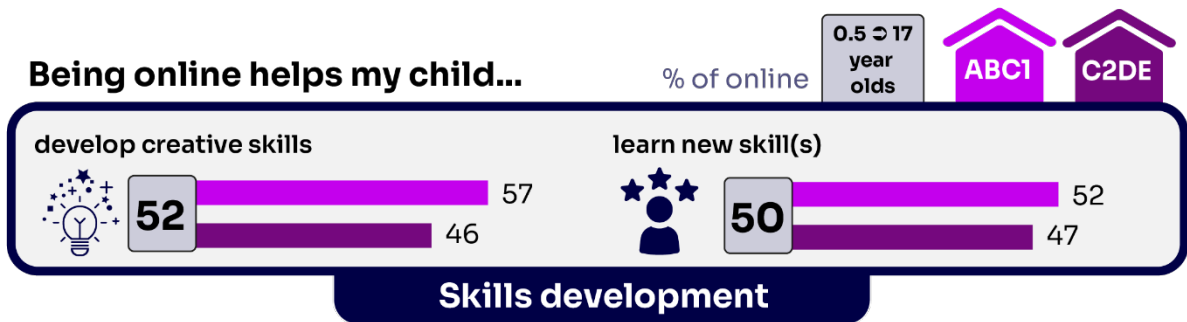 Being online helps my child...
% of online
0.5 ➲ 17
year
olds
ABC1
C2DE
develop creative skills
52
57
46
learn new skill(s)
50
52
47
Skills development